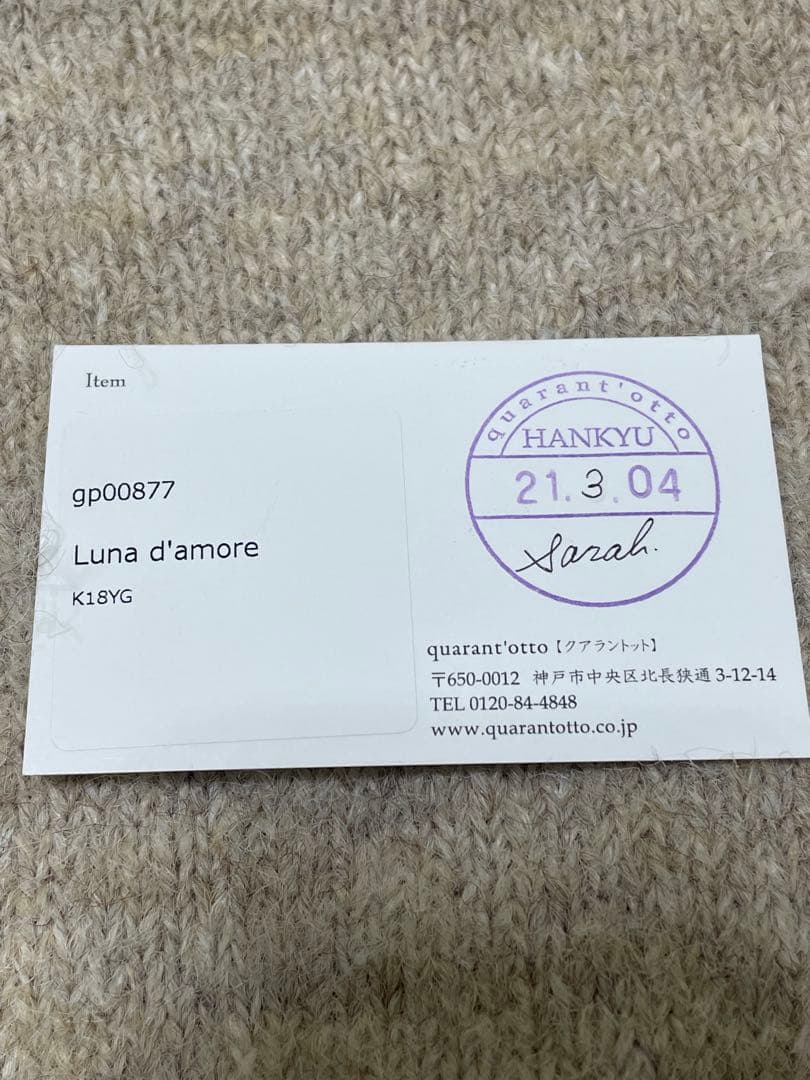 Item
gp00877
Luna d'amore
K18YG
quarant'otto
HANKYU
21.3.04
Sarah.
quarant'otto【クアラントット】
〒650-0012 神戸市中央区北長狭通 3-12-14
TEL 0120-84-4848
www.quarantotto.co.jp